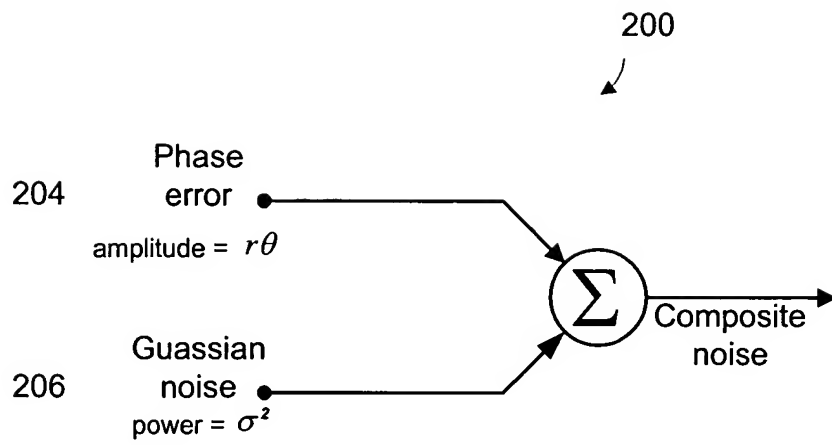 200
Phase
204 error
amplitude = rθ
Σ
Composite
noise
Guassian
206 noise
power = σ²